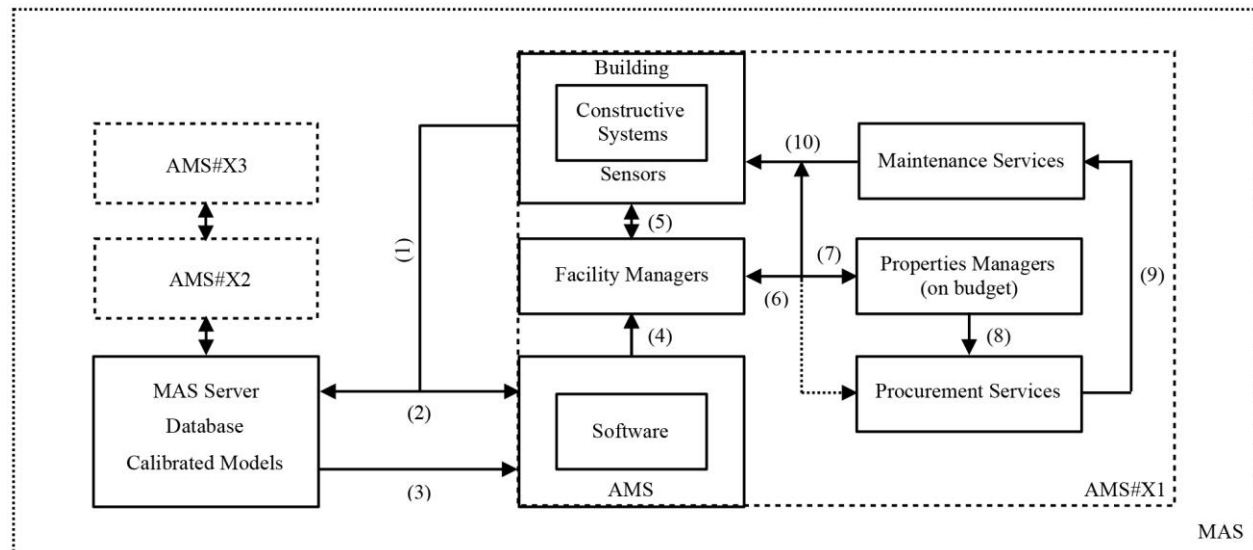 Building
Constructive
Systems
Sensors
AMS#X3
AMS#X2
MAS Server
Database
Calibrated Models
(1)
(2)
(3)
(4)
(5)
(6)
(7)
(8)
(9)
(10)
Facility Managers
Software
AMS
Maintenance Services
Properties Managers
(on budget)
Procurement Services
AMS#X1
MAS